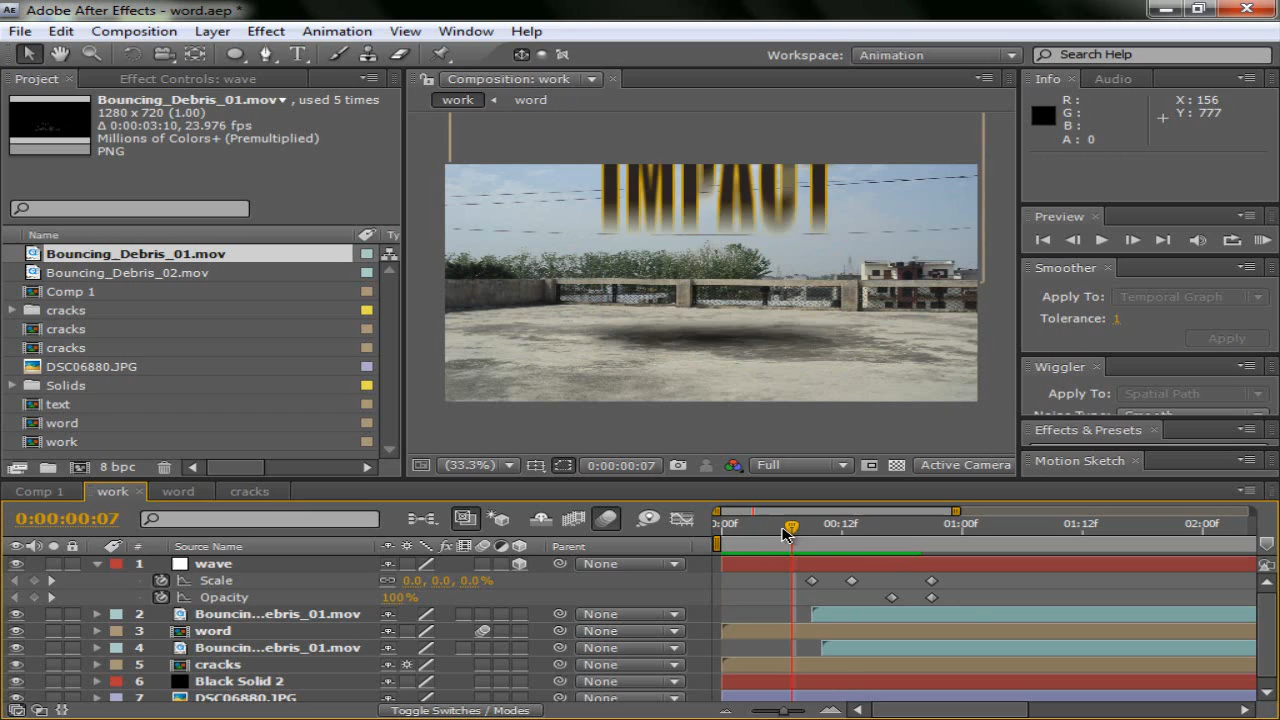 Adobe After Effects - word.aep *
File Edit Composition Layer Effect Animation View Window Help
Workspace: Animation Search Help
Project Effect Controls: wave Composition: work Info Audio
work word
Bouncing_Debris_01.mov , used 5 times
1280 x 720 (1.00)
Δ 0:00:03:10, 23.976 fps
Millions of Colors+ (Premultiplied)
PNG
R :
G :
B :
A : 0
X : 156
Y : 777
IMPACT
Name Ty
Bouncing_Debris_01.mov
Bouncing_Debris_02.mov
Comp 1
cracks
cracks
cracks
DSC06880.JPG
Solids
text
word
work
8 bpc
Preview
Smoother
Apply To: Temporal Graph
Tolerance: 1
Apply
Wiggler
Apply To: Spatial Path
Effects & Presets
Motion Sketch
(33.3%) 0:00:00:07 Full Active Camera
Comp 1 work word cracks
0:00:00:07
:00f 00:12f 01:00f 01:12f 02:00f
# Source Name fx Parent
1 wave None
Scale 0.0, 0.0, 0.0%
Opacity 100%
2 Bouncin...ebris_01.mov None
3 word None
4 Bouncin...ebris_01.mov None
5 cracks None
6 Black Solid 2 None
7 DSC06880.JPG None
Toggle Switches / Modes